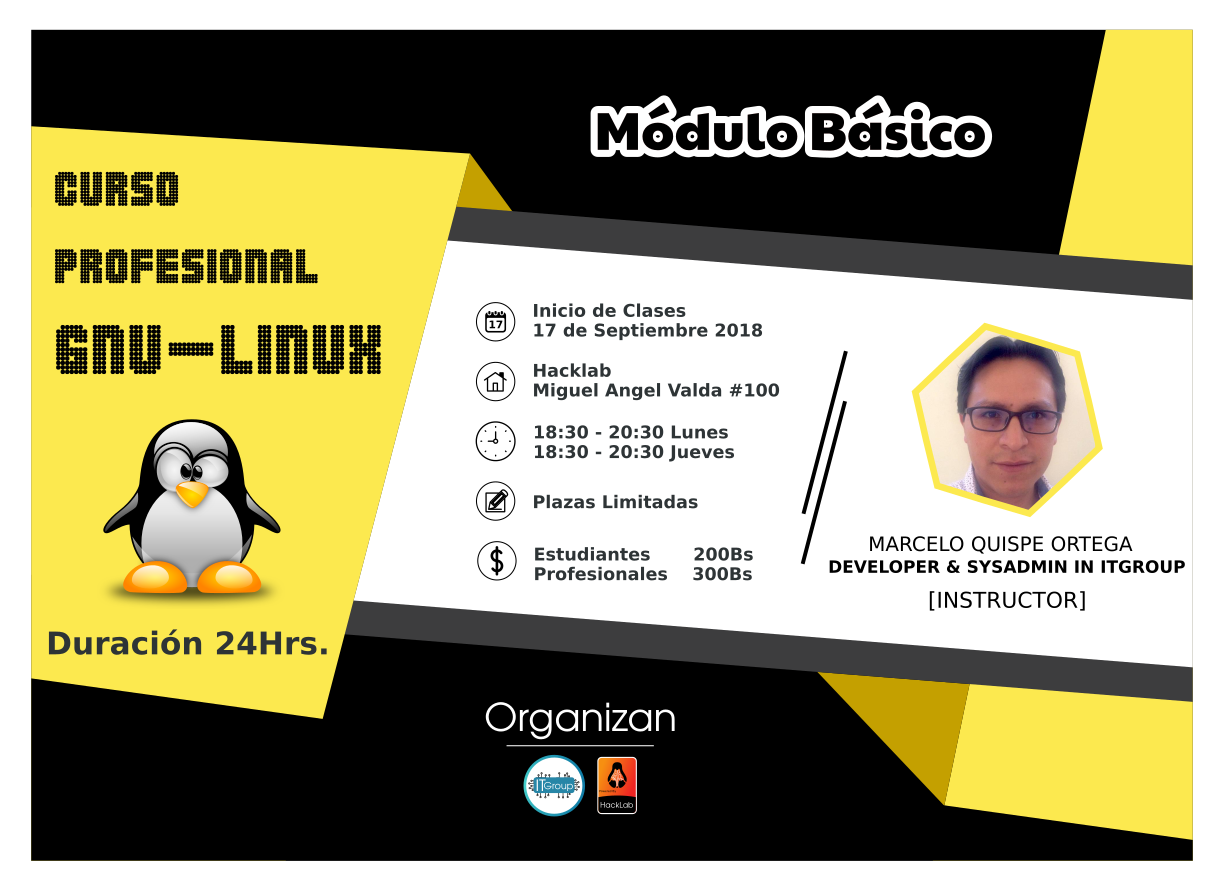 Módulo Básico
CURSO
PROFESIONAL
GNU-LINUX
Duración 24Hrs.
17
Inicio de Clases
17 de Septiembre 2018
Hacklab
Miguel Angel Valda #100
18:30 - 20:30 Lunes
18:30 - 20:30 Jueves
Plazas Limitadas
$
Estudiantes 200Bs
Profesionales 300Bs
MARCELO QUISPE ORTEGA
DEVELOPER & SYSADMIN IN ITGROUP
[INSTRUCTOR]
Organizan
ITGroup
HackLab